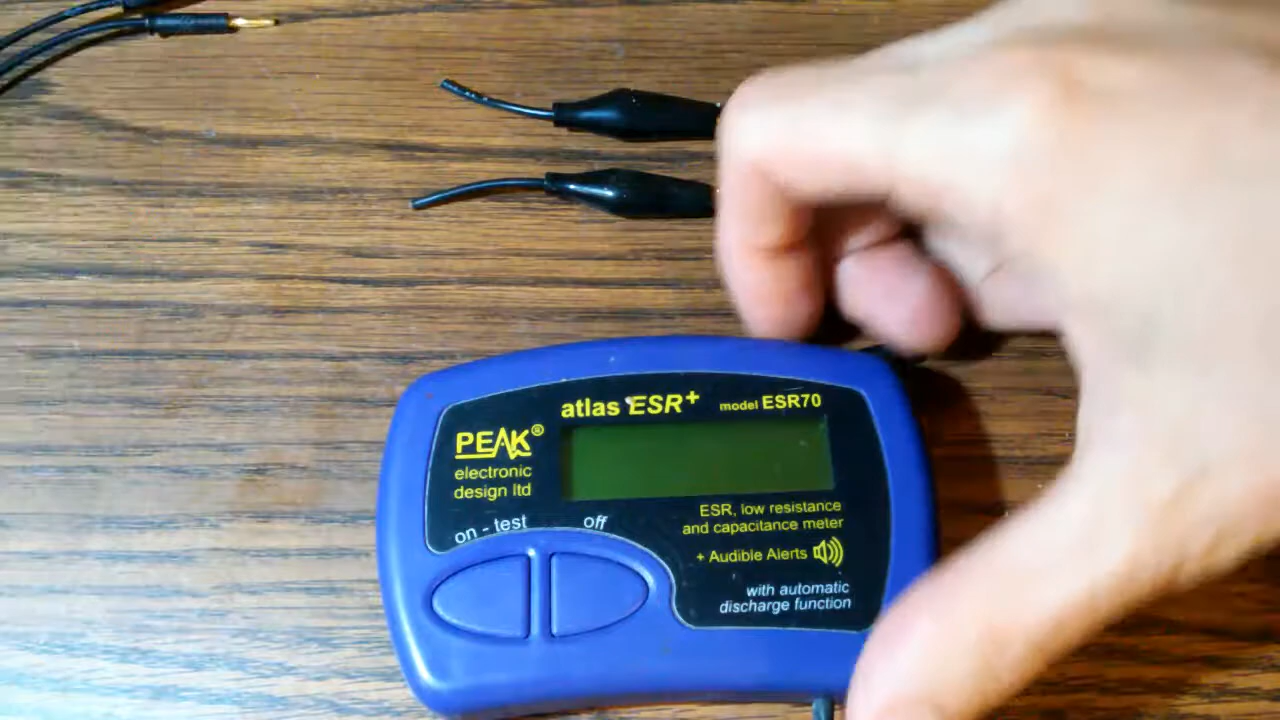 atlas ESR+ model ESR70
PEAK®
electronic
design ltd
on - test off
ESR, low resistance
and capacitance meter
+ Audible Alerts
with automatic
discharge function